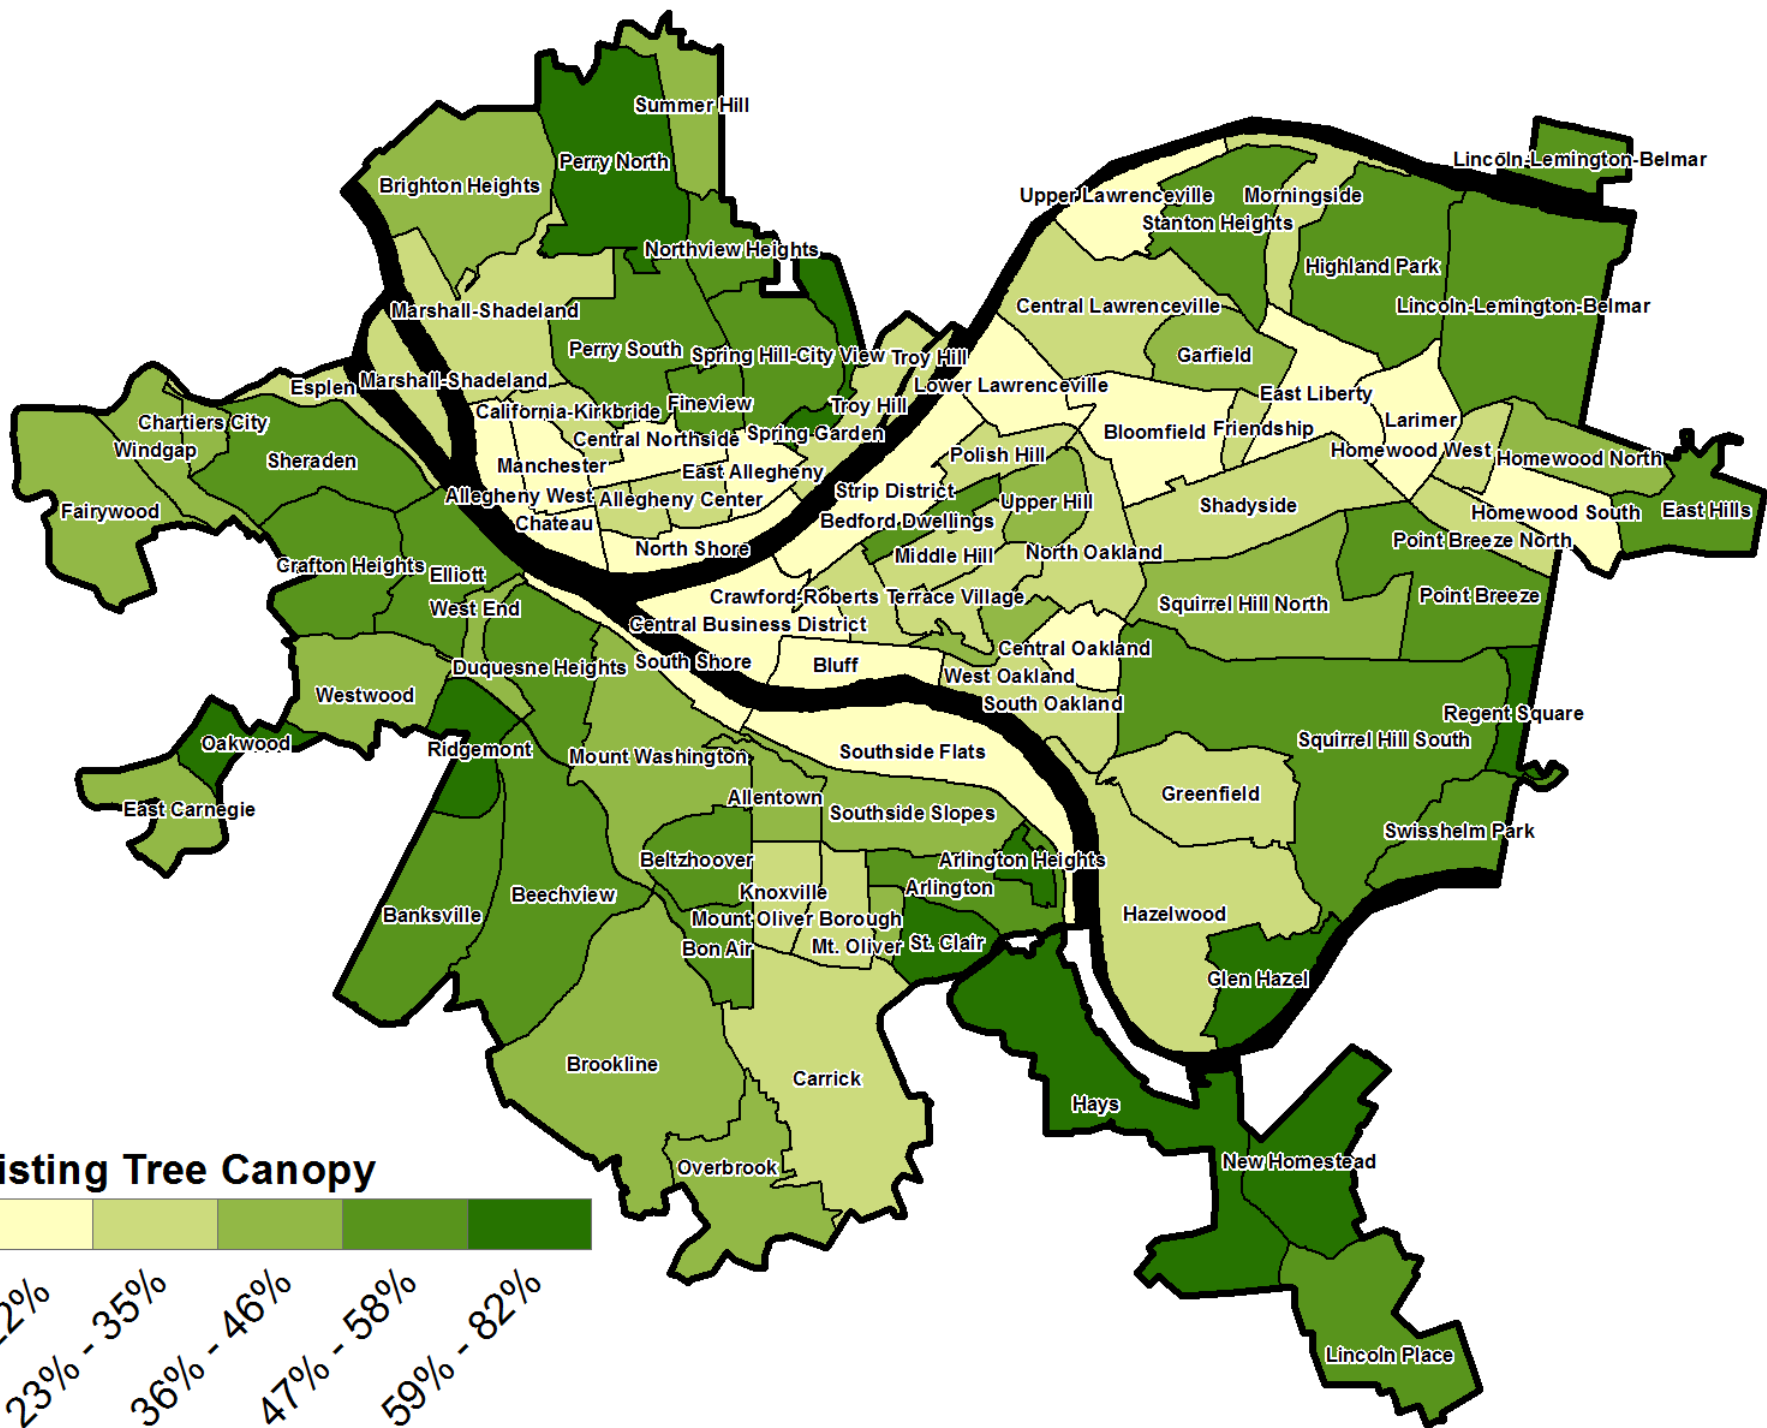 Summer Hill
Perry North
Lincoln-Lemington-Belmar
Brighton Heights
Upper Lawrenceville
Morningside
Stanton Heights
Northview Heights
Highland Park
Marshall-Shadeland
Central Lawrenceville
Lincoln-Lemington-Belmar
Perry South
Spring Hill-City View
Troy Hill
Garfield
Esplen
Marshall-Shadeland
Lower Lawrenceville
East Liberty
California-Kirkbride
Fineview
Troy Hill
Chartiers City
Larimer
Bloomfield
Friendship
Central Northside
Spring Garden
Windgap
Homewood West
Polish Hill
Homewood North
Sheraden
Manchester
East Allegheny
Allegheny West
Allegheny Center
Strip District
Upper Hill
Shadyside
Fairywood
Homewood South
East Hills
Chateau
Bedford Dwellings
North Shore
Middle Hill
North Oakland
Point Breeze North
Crafton Heights
Elliott
Crawford-Roberts
Terrace Village
Squirrel Hill North
Point Breeze
West End
Central Business District
Central Oakland
Duquesne Heights
South Shore
Bluff
West Oakland
Westwood
South Oakland
Regent Square
Oakwood
Ridgemont
Mount Washington
Southside Flats
Squirrel Hill South
Allentown
Greenfield
East Carnegie
Southside Slopes
Swisshelm Park
Beltzhoover
Arlington Heights
Beechview
Knoxville
Arlington
Banksville
Mount Oliver Borough
Hazelwood
Bon Air
Mt. Oliver
St. Clair
Glen Hazel
Brookline
Carrick
Hays
Overbrook
New Homestead
Lincoln Place
isting Tree Canopy
2%
23% - 35%
36% - 46%
47% - 58%
59% - 82%